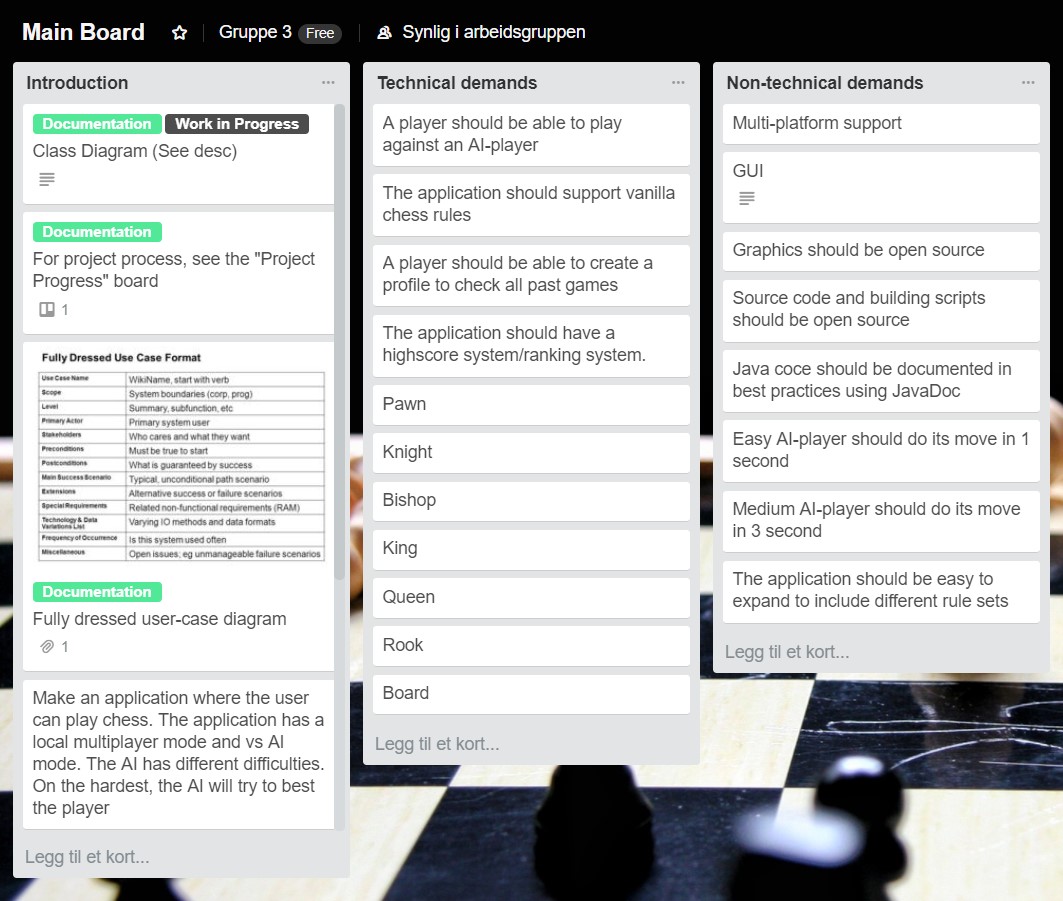 Main Board
Gruppe 3 Free
Synlig i arbeidsgruppen
Introduction
Documentation Work in Progress
Class Diagram (See desc)
Documentation
For project process, see the "Project
Progress" board
1
Fully Dressed Use Case Format
Use Case Name WikiName, start with verb
Scope System boundaries (corp, prog)
Level Summary, subfunction, etc
Primary Actor Primary system user
Stakeholders Who cares and what they want
Preconditions Must be true to start
Postconditions What is guaranteed by success
Main Success Scenario Typical, unconditional path scenario
Extensions Alternative success or failure scenarios
Special Requirements Related non-functional requirements (RAM)
Technology & Data
Variations List Varying IO methods and data formats
Frequency of Occurrence Is this system used often
Miscellaneous Open issues; eg unmanageable failure scenarios
Documentation
Fully dressed user-case diagram
1
Make an application where the user
can play chess. The application has a
local multiplayer mode and vs AI
mode. The AI has different difficulties.
On the hardest, the AI will try to best
the player
Legg til et kort...
Technical demands
A player should be able to play
against an AI-player
The application should support vanilla
chess rules
A player should be able to create a
profile to check all past games
The application should have a
highscore system/ranking system.
Pawn
Knight
Bishop
King
Queen
Rook
Board
Legg til et kort...
Non-technical demands
Multi-platform support
GUI
Graphics should be open source
Source code and building scripts
should be open source
Java coce should be documented in
best practices using JavaDoc
Easy AI-player should do its move in 1
second
Medium AI-player should do its move
in 3 second
The application should be easy to
expand to include different rule sets
Legg til et kort...